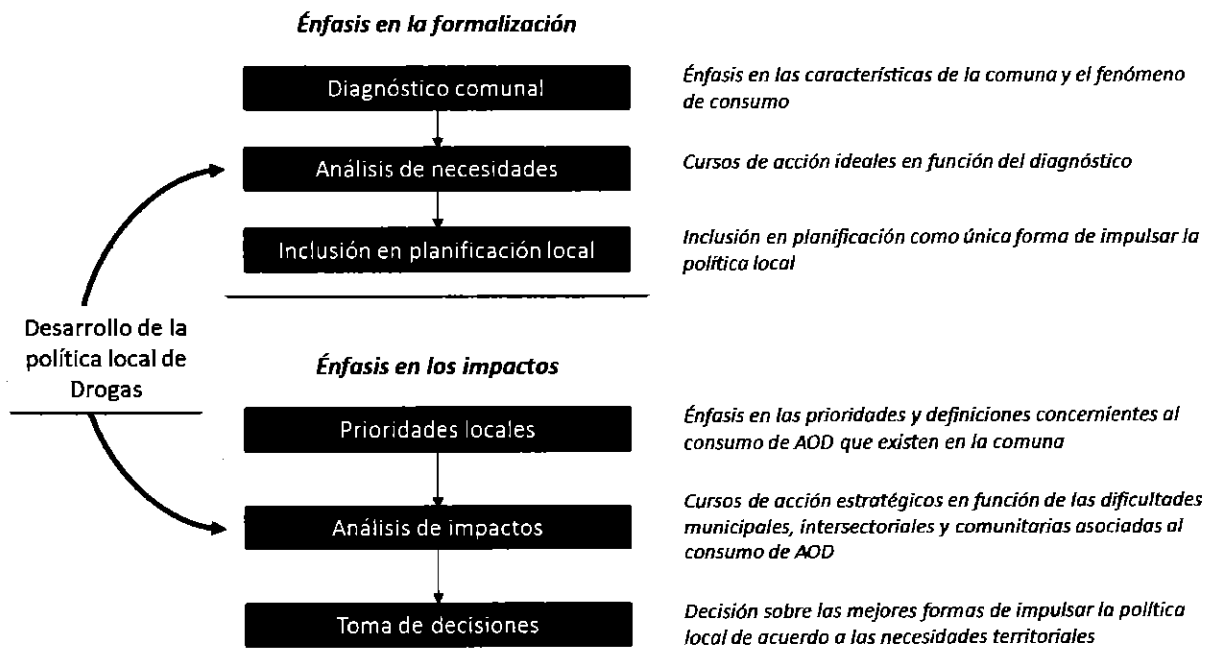 Énfasis en la formalización
Diagnóstico comunal
Énfasis en las características de la comuna y el fenómeno
de consumo
Análisis de necesidades
Cursos de acción ideales en función del diagnóstico
Inclusión en planificación local
Inclusión en planificación como única forma de impulsar la
política local
Desarrollo de la
política local de
Drogas
Énfasis en los impactos
Prioridades locales
Énfasis en las prioridades y definiciones concernientes al
consumo de AOD que existen en la comuna
Análisis de impactos
Cursos de acción estratégicos en función de las dificultades
municipales, intersectoriales y comunitarias asociadas al
consumo de AOD
Toma de decisiones
Decisión sobre las mejores formas de impulsar la política
local de acuerdo a las necesidades territoriales